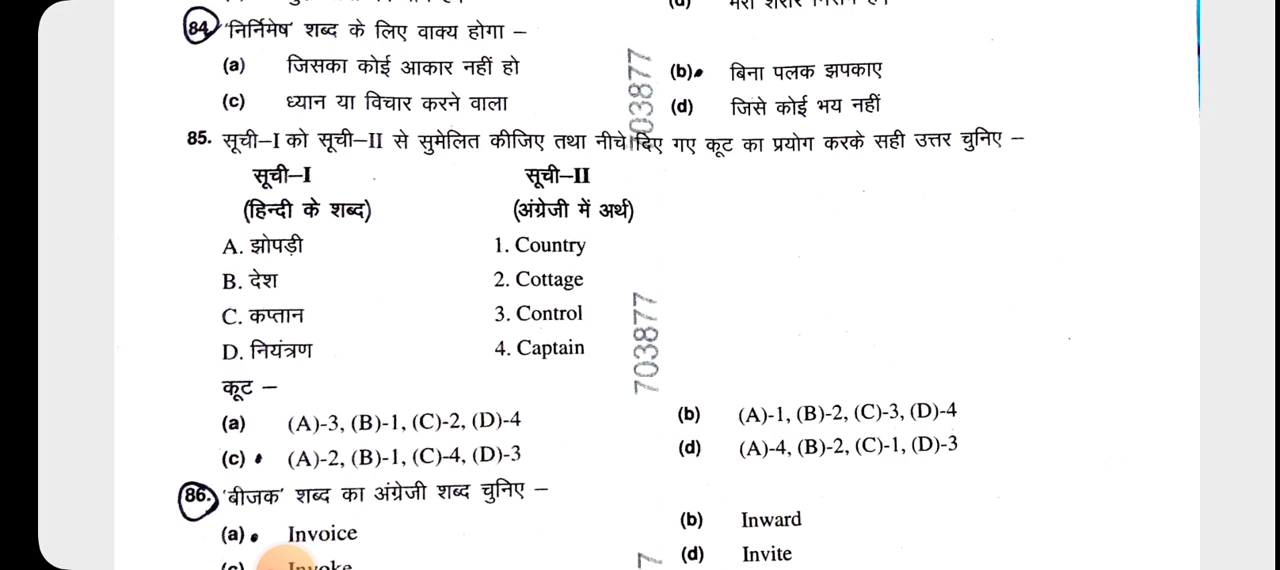 84. 'निर्निमेष' शब्द के लिए वाक्य होगा –
(a) जिसका कोई आकार नहीं हो (b) बिना पलक झपकाए
(c) ध्यान या विचार करने वाला (d) जिसे कोई भय नहीं
703877
85. सूची–I को सूची–II से सुमेलित कीजिए तथा नीचे दिए गए कूट का प्रयोग करके सही उत्तर चुनिए –
सूची–I सूची–II
(हिन्दी के शब्द) (अंग्रेजी में अर्थ)
A. झोपड़ी 1. Country
B. देश 2. Cottage
C. कप्तान 3. Control
D. नियंत्रण 4. Captain
703877
कूट –
(a) (A)-3, (B)-1, (C)-2, (D)-4 (b) (A)-1, (B)-2, (C)-3, (D)-4
(c) (A)-2, (B)-1, (C)-4, (D)-3 (d) (A)-4, (B)-2, (C)-1, (D)-3
86. 'बीजक' शब्द का अंग्रेजी शब्द चुनिए –
(a) Invoice (b) Inward
(c) Invoke (d) Invite